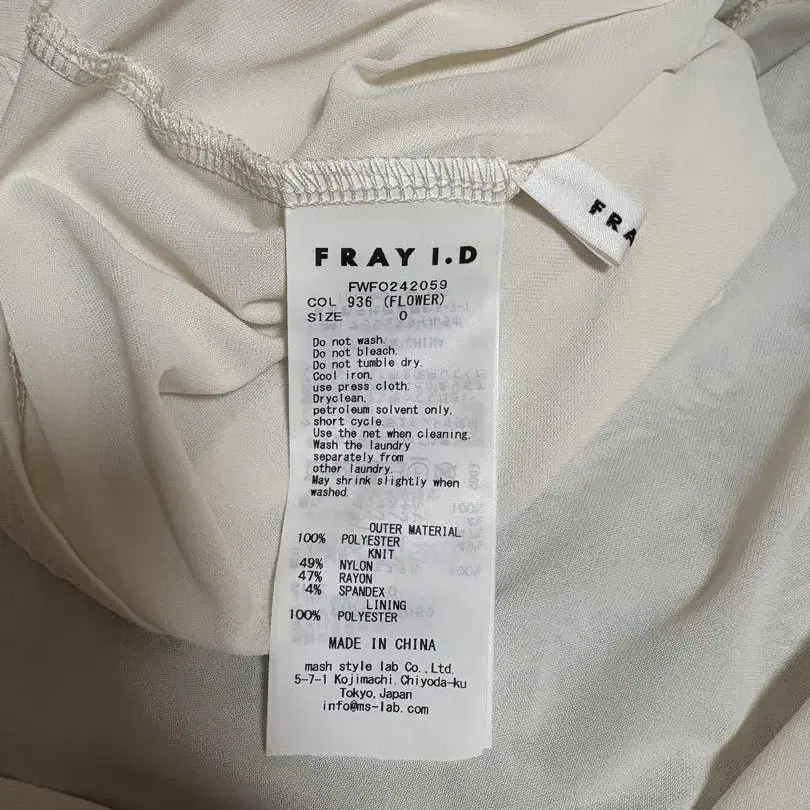 FRAY I.D
FRA
FWFO242059
COL 936 (FLOWER)
SIZE 0
Do not wash.
Do not bleach.
Do not tumble dry.
Cool iron,
use press cloth.
Dryclean,
petroleum solvent only,
short cycle.
Use the net when cleaning.
Wash the laundry
separately from
other laundry.
May shrink slightly when
washed.
OUTER MATERIAL
100% POLYESTER
KNIT
49% NYLON
47% RAYON
4% SPANDEX
LINING
100% POLYESTER
MADE IN CHINA
mash style lab Co.,Ltd.
5-7-1 Kojimachi,Chiyoda-ku
Tokyo,Japan
info@ms-lab.com